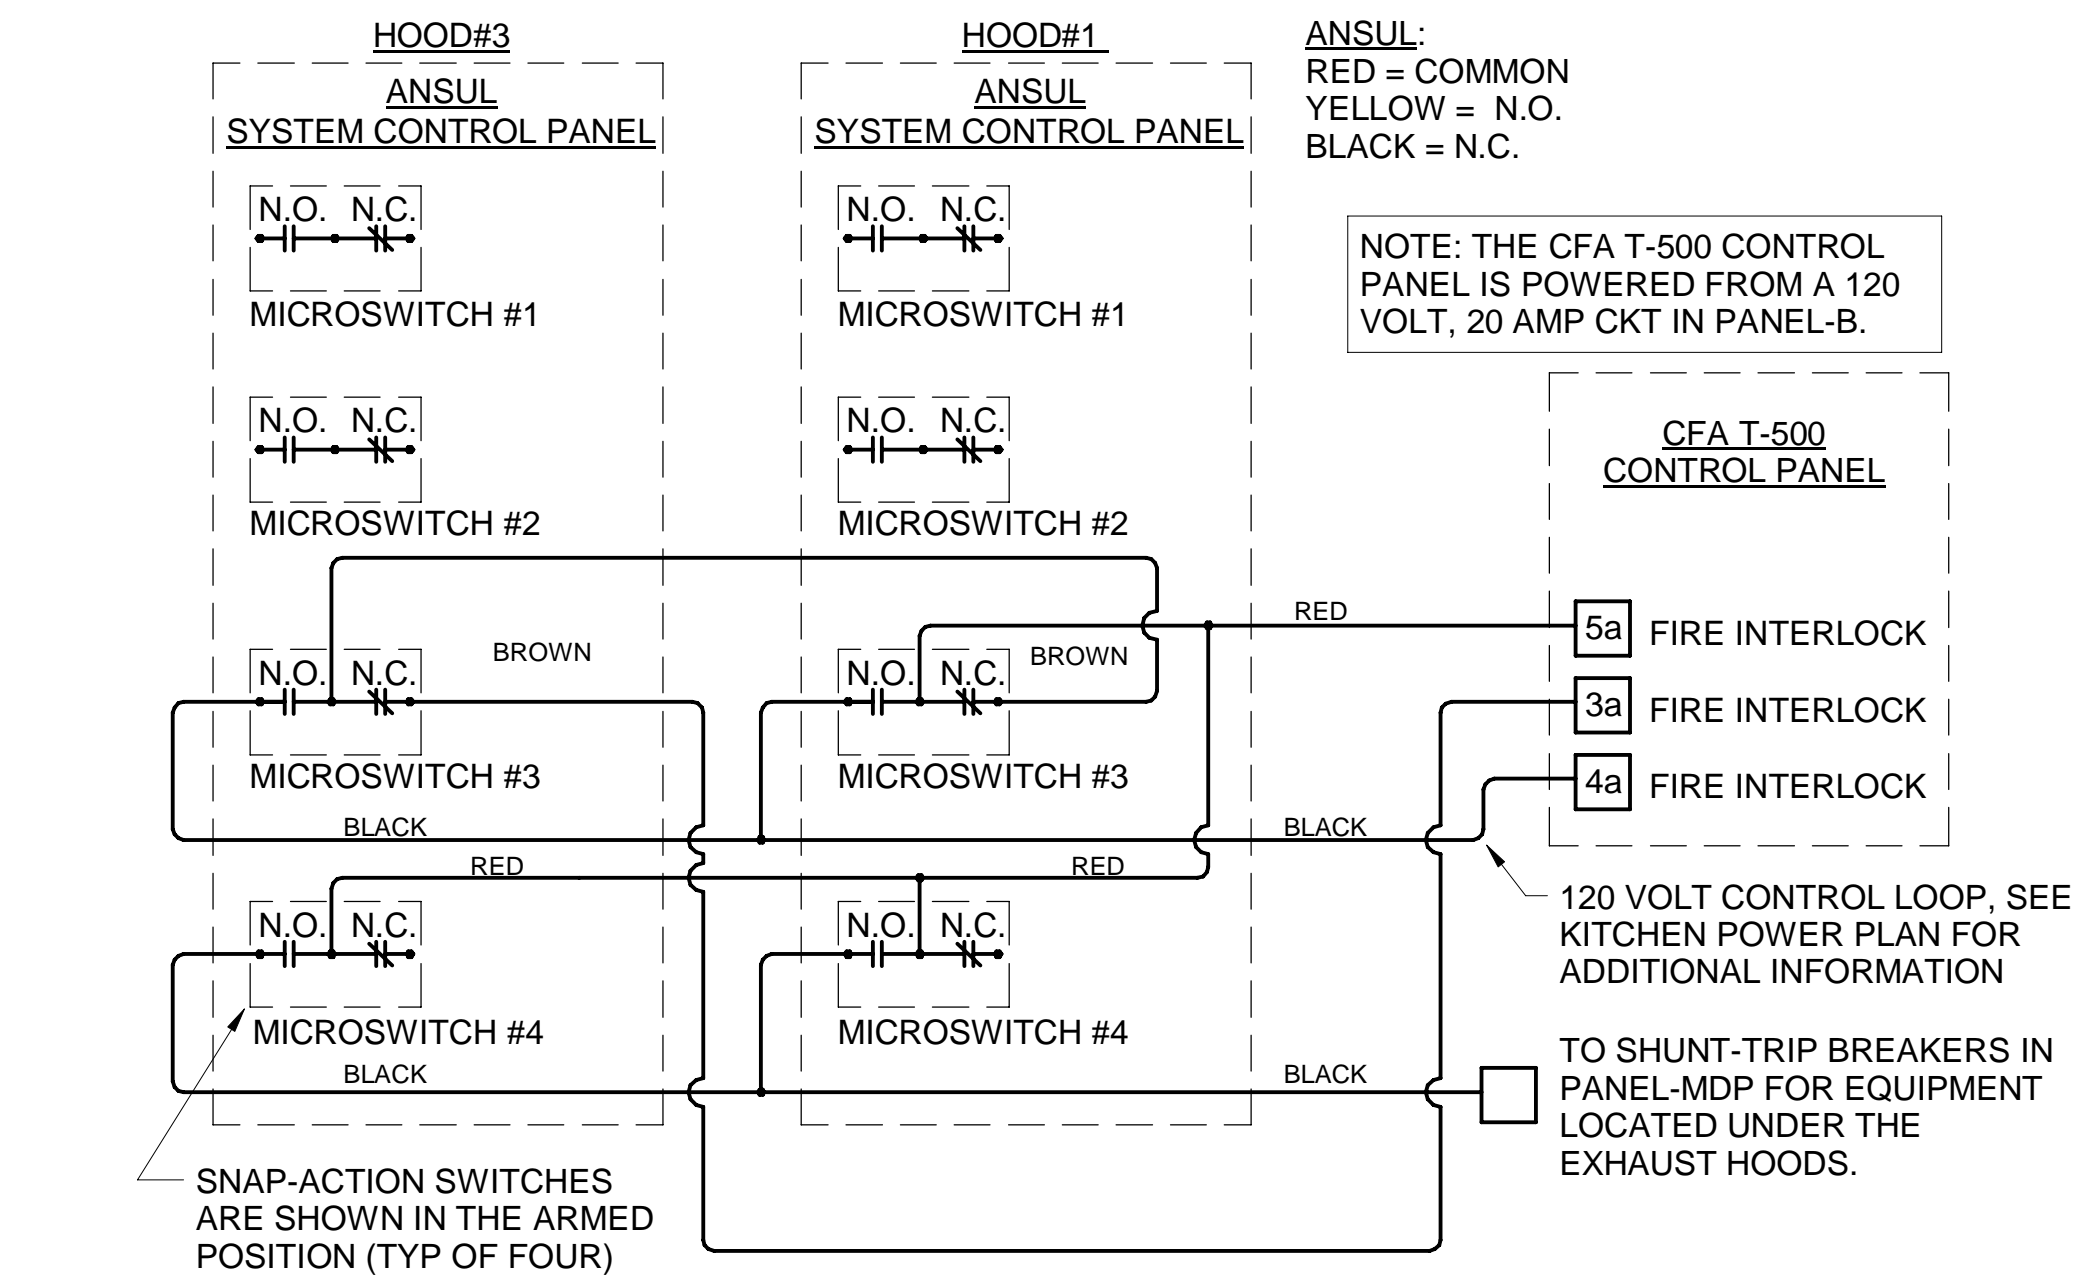 HOOD#3
ANSUL
SYSTEM CONTROL PANEL
N.O. N.C.
MICROSWITCH #1
N.O. N.C.
MICROSWITCH #2
BROWN
N.O. N.C.
MICROSWITCH #3
BLACK
RED
N.O. N.C.
MICROSWITCH #4
BLACK
SNAP-ACTION SWITCHES
ARE SHOWN IN THE ARMED
POSITION (TYP OF FOUR)
HOOD#1
ANSUL
SYSTEM CONTROL PANEL
N.O. N.C.
MICROSWITCH #1
N.O. N.C.
MICROSWITCH #2
BROWN
N.O. N.C.
MICROSWITCH #3
RED
N.O. N.C.
MICROSWITCH #4
ANSUL:
RED = COMMON
YELLOW = N.O.
BLACK = N.C.
NOTE: THE CFA T-500 CONTROL
PANEL IS POWERED FROM A 120
VOLT, 20 AMP CKT IN PANEL-B.
CFA T-500
CONTROL PANEL
RED
5a FIRE INTERLOCK
3a FIRE INTERLOCK
4a FIRE INTERLOCK
BLACK
120 VOLT CONTROL LOOP, SEE
KITCHEN POWER PLAN FOR
ADDITIONAL INFORMATION
BLACK
TO SHUNT-TRIP BREAKERS IN
PANEL-MDP FOR EQUIPMENT
LOCATED UNDER THE
EXHAUST HOODS.